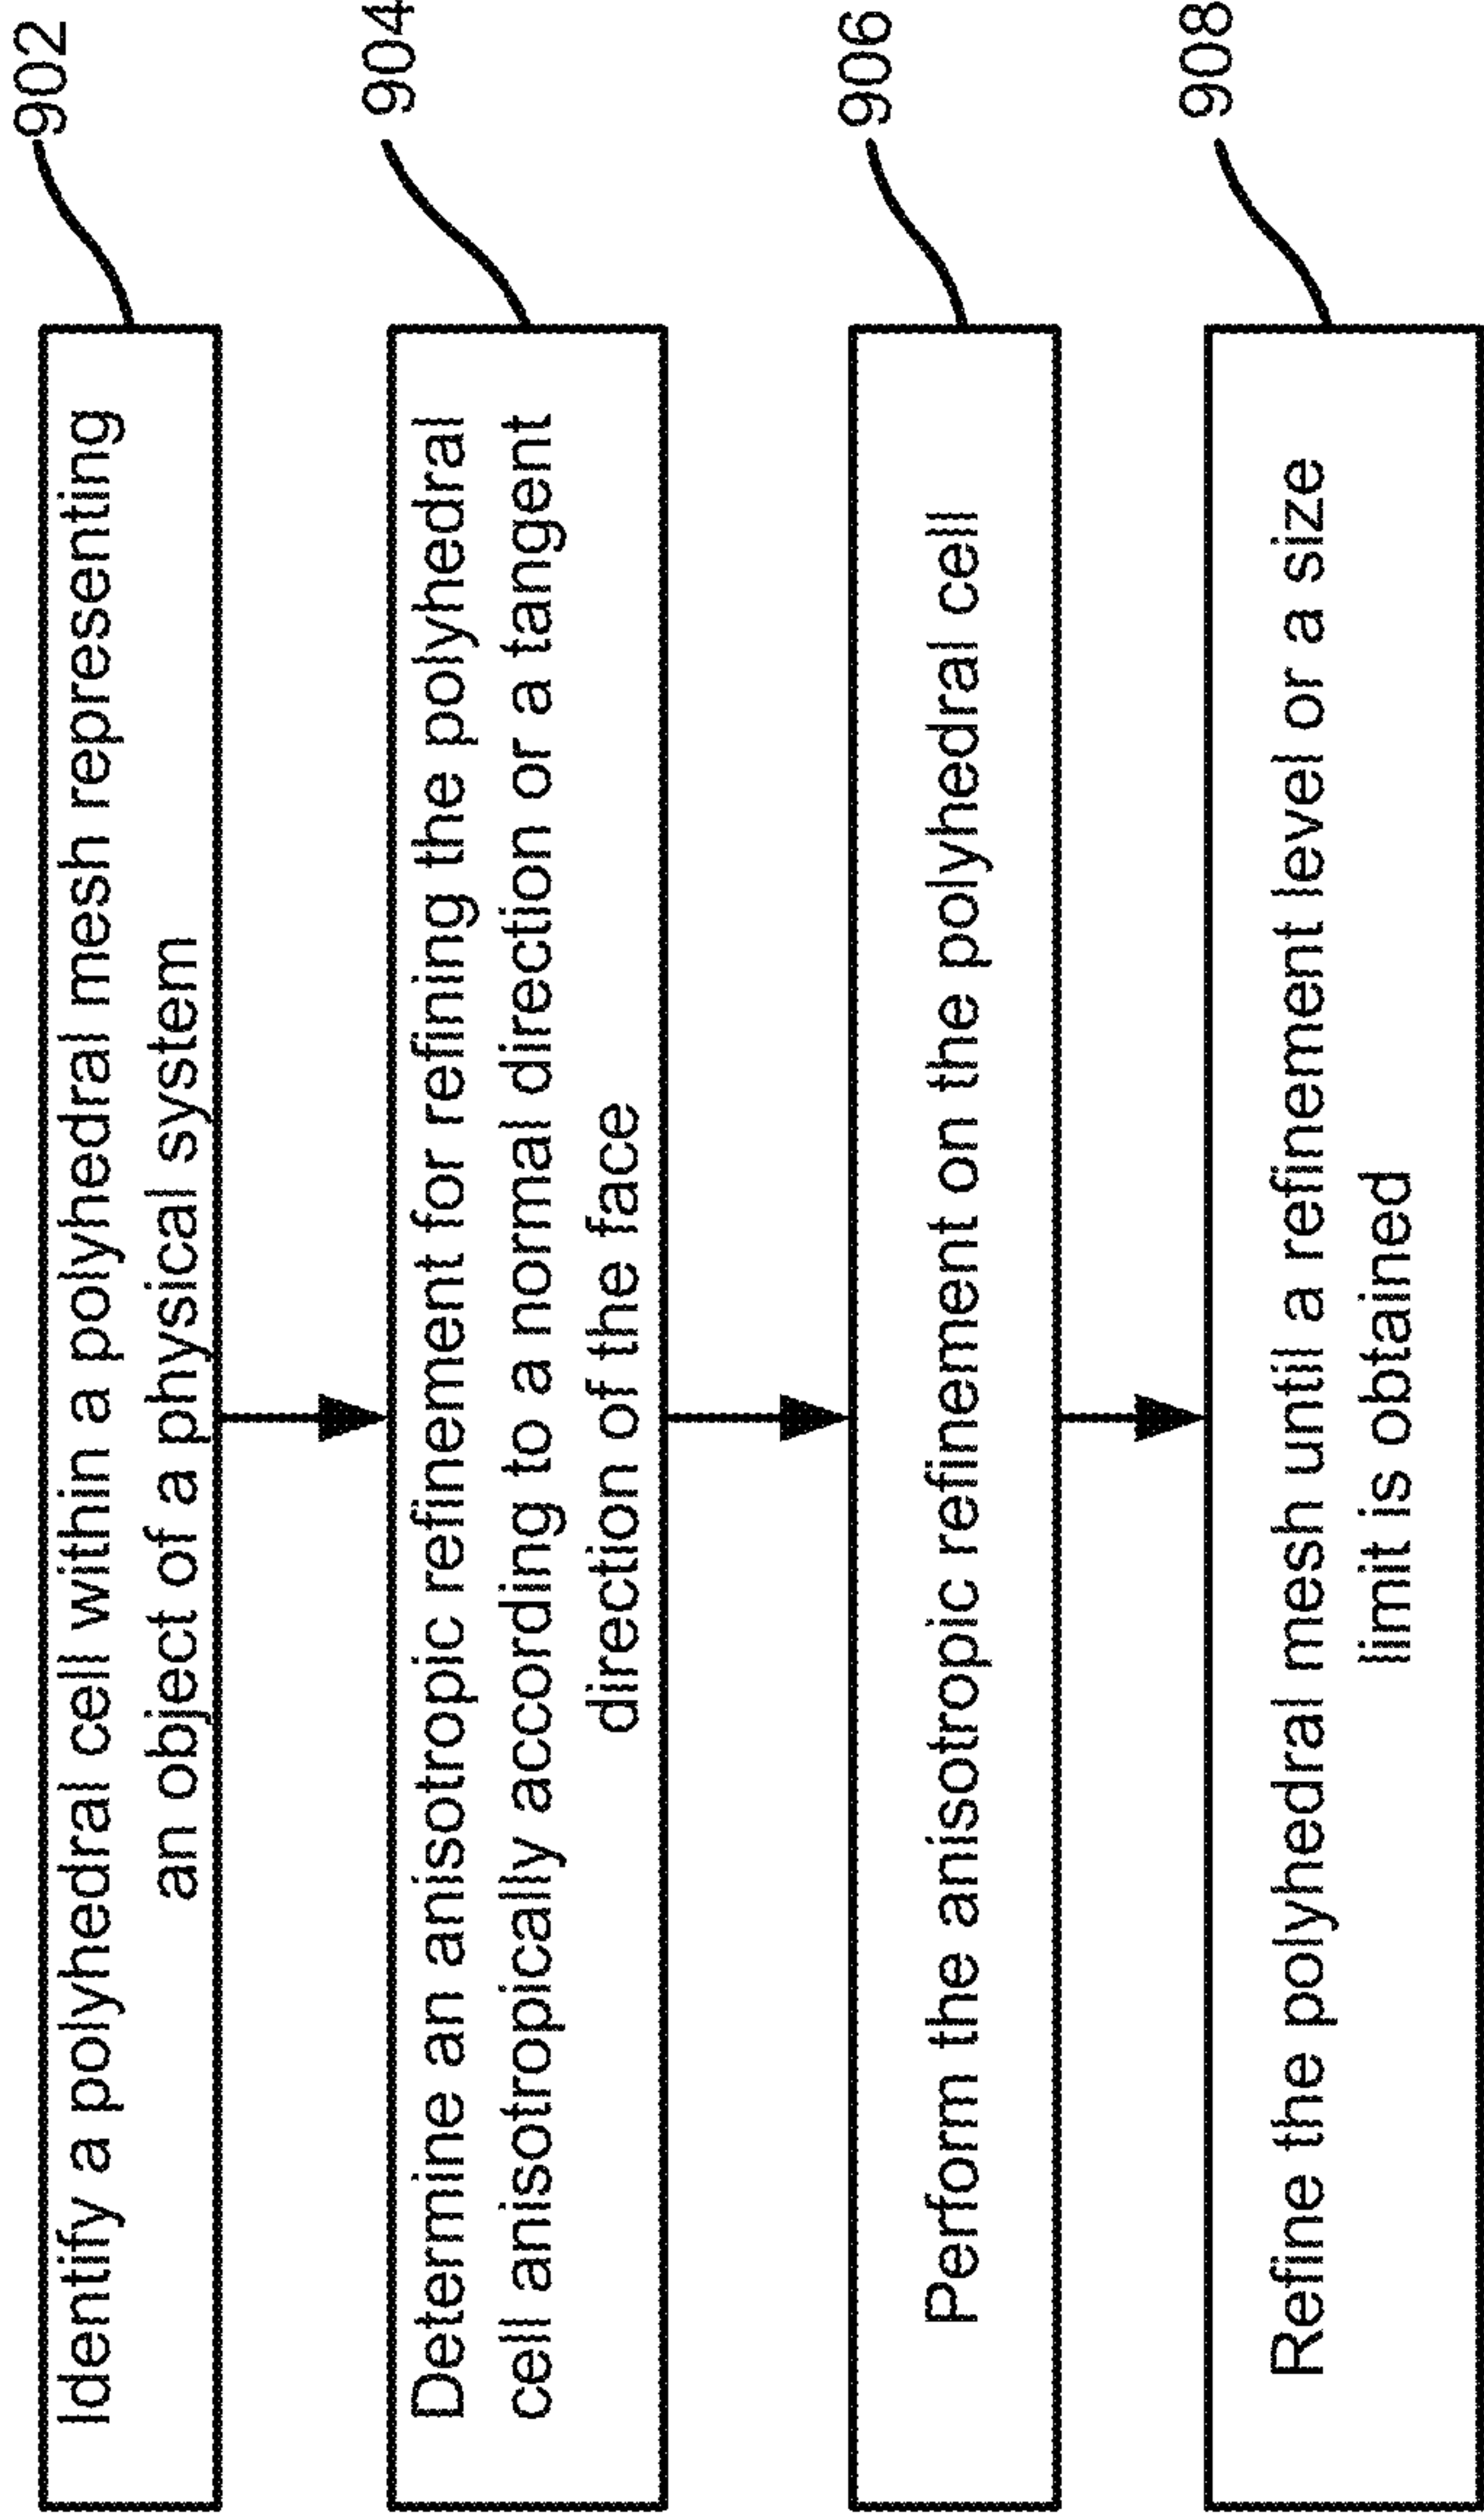 Identify a polyhedral cell within a polyhedral mesh representing
an object of a physical system
902
Determine an anisotropic refinement for refining the polyhedral
cell anisotropically according to a normal direction or a tangent
direction of the face
904
Perform the anisotropic refinement on the polyhedral cell
906
Refine the polyhedral mesh until a refinement level or a size
limit is obtained
908